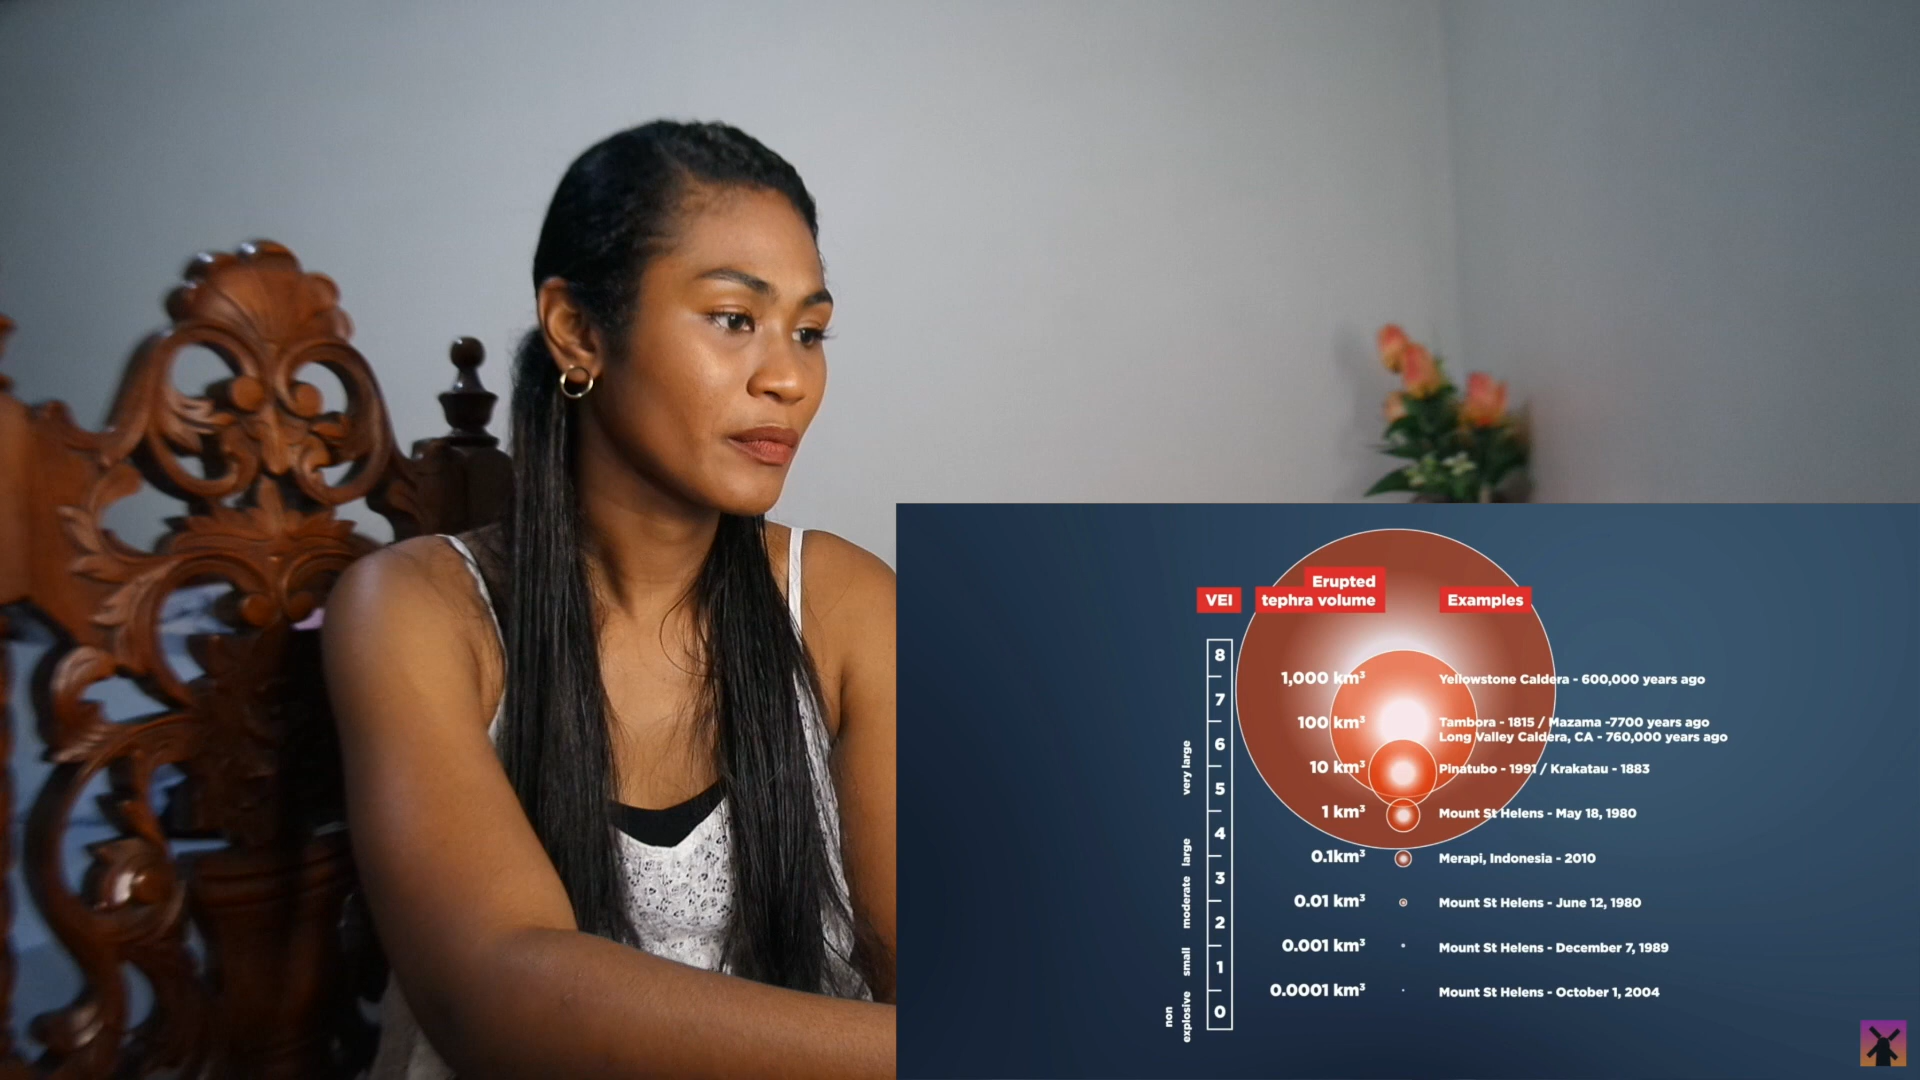 VEI
Erupted
tephra volume
Examples
8
1,000 km³
Yellowstone Caldera - 600,000 years ago
7
100 km³
Tambora - 1815 / Mazama -7700 years ago
Long Valley Caldera, CA - 760,000 years ago
6
10 km³
Pinatubo - 1991 / Krakatau - 1883
very large
5
1 km³
Mount St Helens - May 18, 1980
4
0.1km³
Merapi, Indonesia - 2010
large
3
0.01 km³
Mount St Helens - June 12, 1980
moderate
2
0.001 km³
Mount St Helens - December 7, 1989
small
1
0.0001 km³
Mount St Helens - October 1, 2004
non
explosive
0